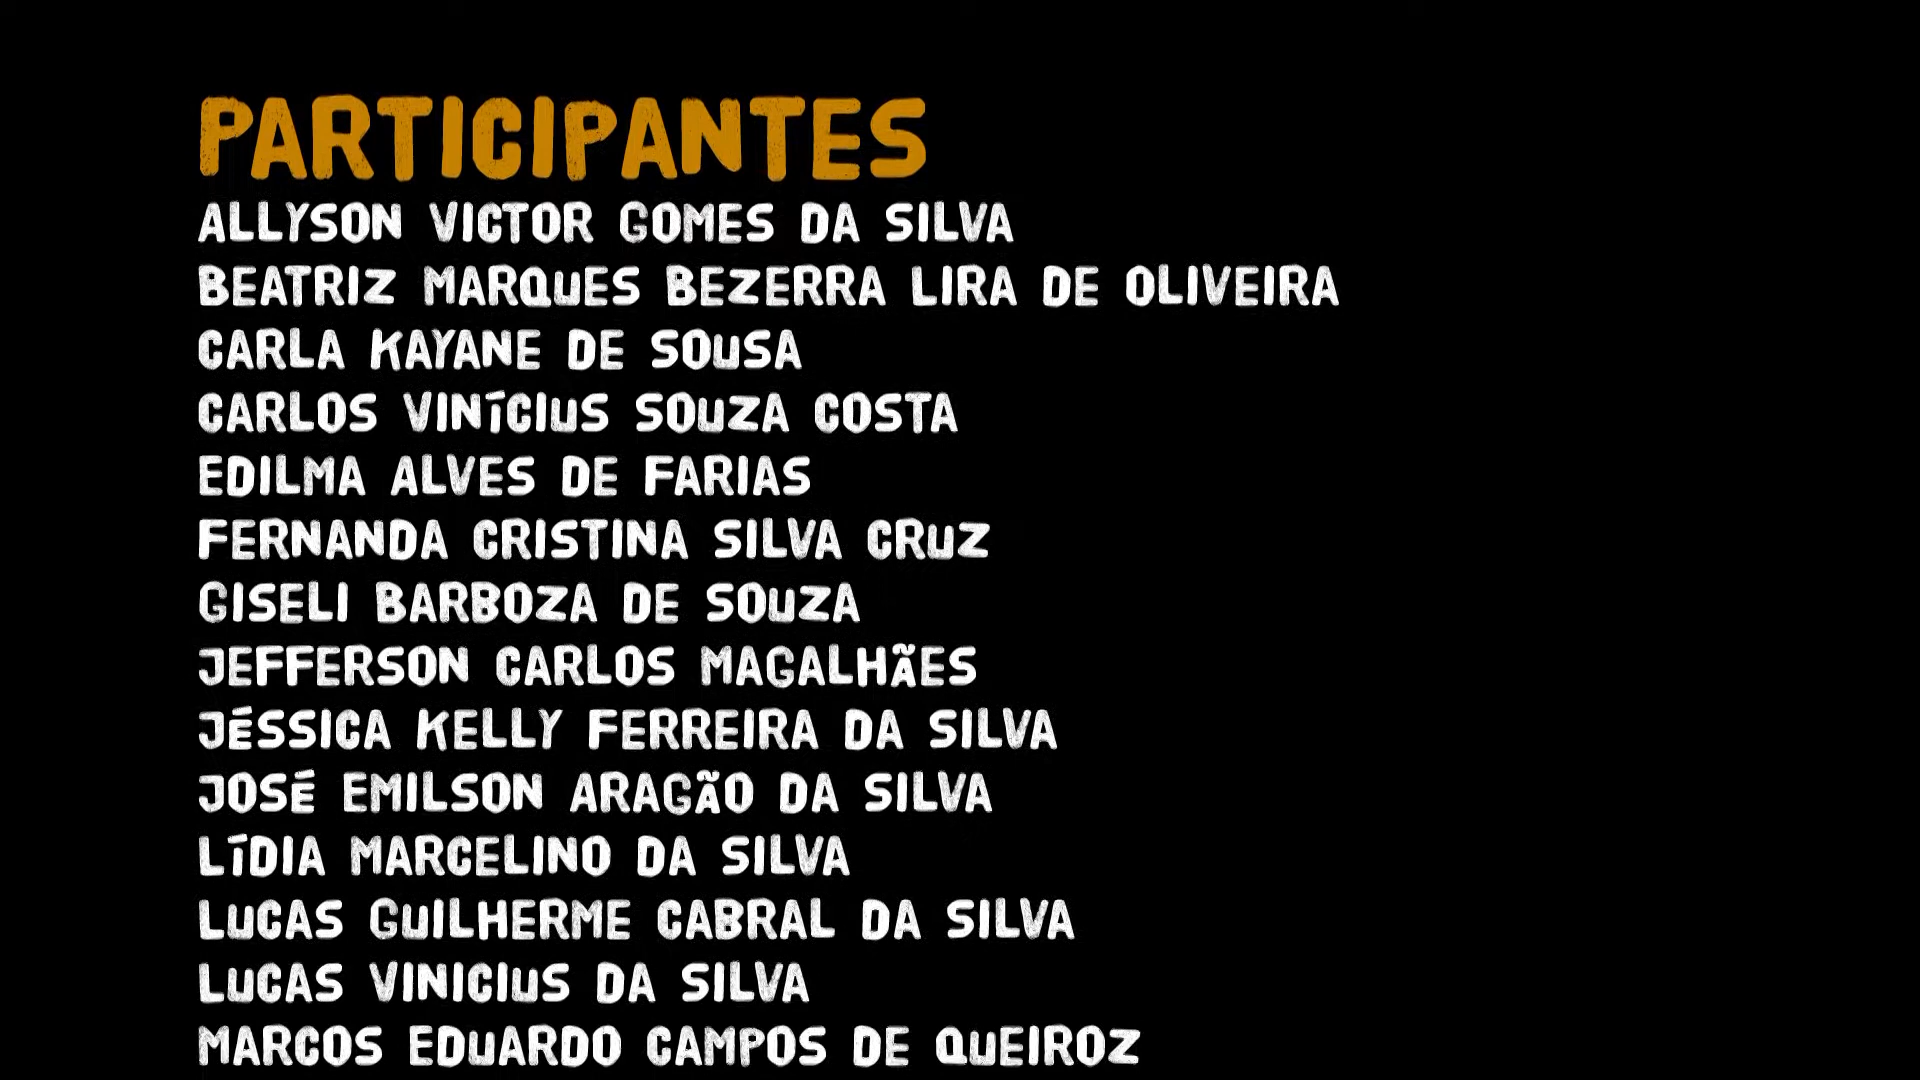 PARTICIPANTES
ALLYSON VICTOR GOMES DA SILVA
BEATRIZ MARQUES BEZERRA LIRA DE OLIVEIRA
CARLA KAYANE DE SOUSA
CARLOS VINÍCIUS SOUZA COSTA
EDILMA ALVES DE FARIAS
FERNANDA CRISTINA SILVA CRUZ
GISELI BARBOZA DE SOUZA
JEFFERSON CARLOS MAGALHÃES
JÉSSICA KELLY FERREIRA DA SILVA
JOSÉ EMILSON ARAGÃO DA SILVA
LÍDIA MARCELINO DA SILVA
LUCAS GUILHERME CABRAL DA SILVA
LUCAS VINICIUS DA SILVA
MARCOS EDUARDO CAMPOS DE QUEIROZ